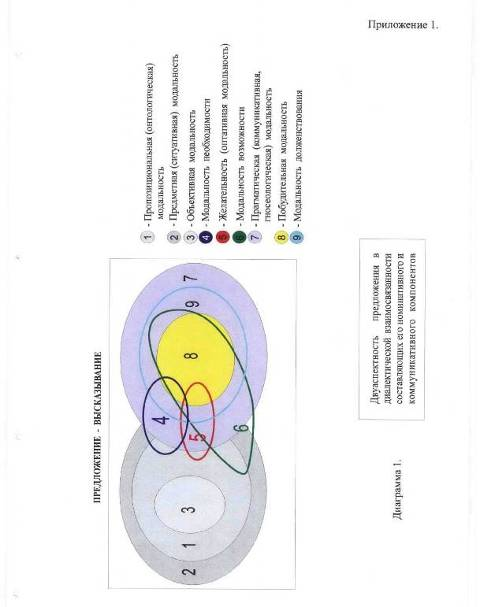 Приложение 1.
ПРЕДЛОЖЕНИЕ - ВЫСКАЗЫВАНИЕ
2
1
3
4
5
6
8
9
7
1 - Пропозициональная (онтологическая)
модальность
2 - Предметная (ситуативная) модальность
3 - Объективная модальность
4 - Модальность необходимости
5 - Желательность (оптативная модальность)
6 - Модальность возможности
7 - Прагматическая (коммуникативная,
гносеологическая) модальность
8 - Побудительная модальность
9 - Модальность долженствования
Диаграмма 1.
Двуаспектность предложения в
диалектической взаимосвязанности
составляющих его номинативного и
коммуникативного компонентов